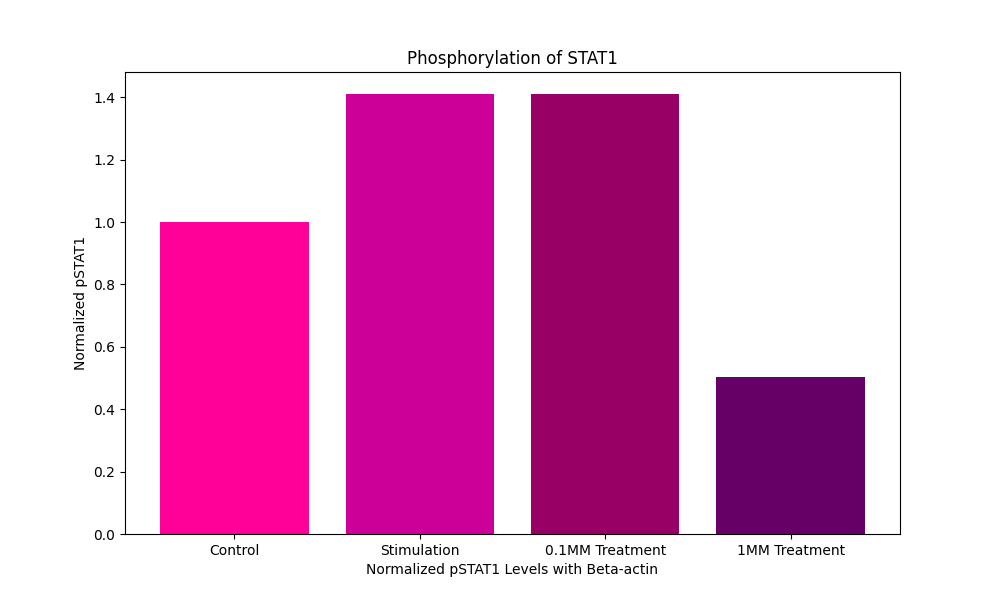 Phosphorylation of STAT1
Normalized pSTAT1
1.4
1.2
1.0
0.8
0.6
0.4
0.2
0.0
Control Stimulation 0.1MM Treatment 1MM Treatment
Normalized pSTAT1 Levels with Beta-actin